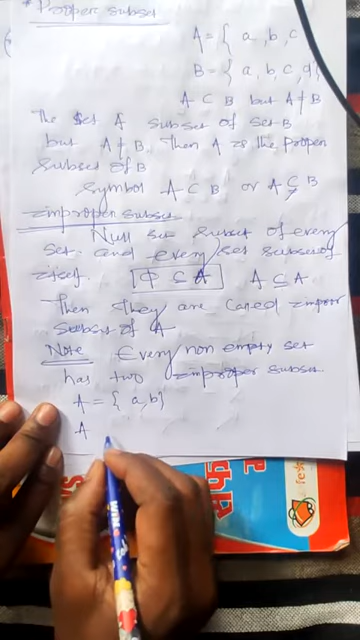 * Proper subset
A = { a, b, c
B = { a, b, c, d}
A ⊂ B but A ≠ B
The set A subset of set B
but A ≠ B. Then A is the proper
subset of B
Symbol A ⊂ B or A ⊊ B
improper subset
Null set subset of every
set. and every set subset of
itself. Φ ⊆ A A ⊆ A
Then they are called
subset of A
Note Every non empty set
has two improper subset.
A = { a, b}
A